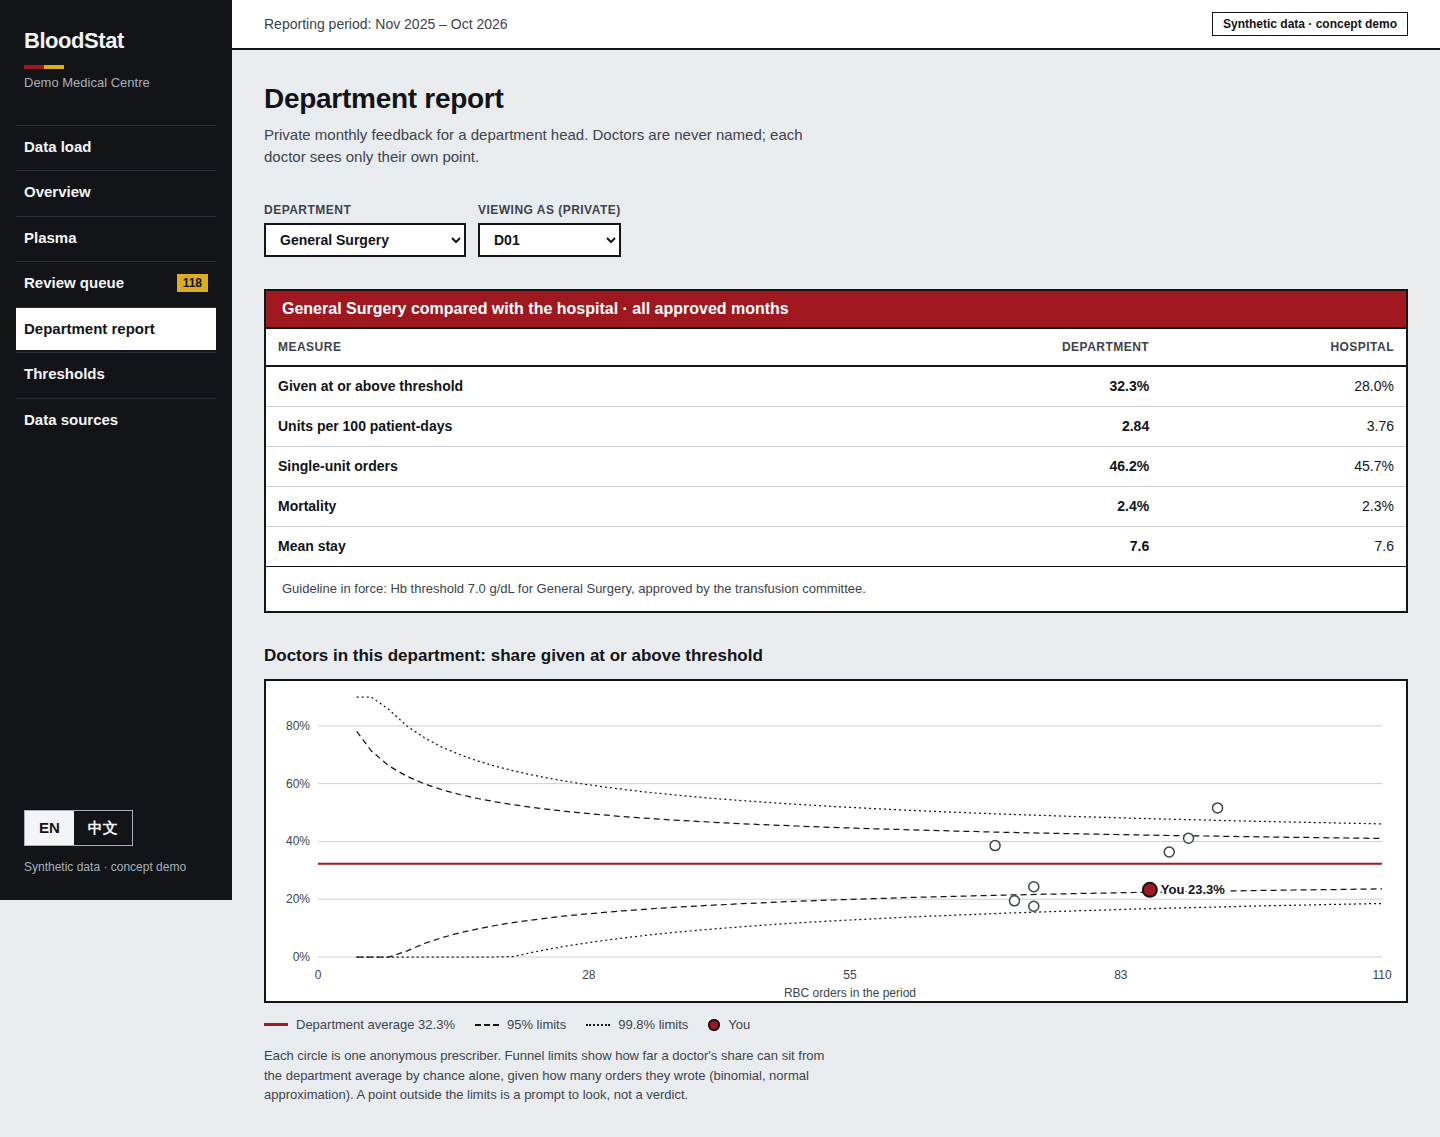 BloodStat
Demo Medical Centre
Data load
Overview
Plasma
Review queue 118
Department report
Thresholds
Data sources
EN 中文
Synthetic data · concept demo
Reporting period: Nov 2025 – Oct 2026
Synthetic data · concept demo
Department report
Private monthly feedback for a department head. Doctors are never named; each
doctor sees only their own point.
DEPARTMENT VIEWING AS (PRIVATE)
General Surgery D01
General Surgery compared with the hospital · all approved months
MEASURE DEPARTMENT HOSPITAL
Given at or above threshold 32.3% 28.0%
Units per 100 patient-days 2.84 3.76
Single-unit orders 46.2% 45.7%
Mortality 2.4% 2.3%
Mean stay 7.6 7.6
Guideline in force: Hb threshold 7.0 g/dL for General Surgery, approved by the transfusion committee.
Doctors in this department: share given at or above threshold
80%
60%
40%
You 23.3%
20%
0%
0 28 55 83 110
RBC orders in the period
Department average 32.3% 95% limits 99.8% limits You
Each circle is one anonymous prescriber. Funnel limits show how far a doctor's share can sit from
the department average by chance alone, given how many orders they wrote (binomial, normal
approximation). A point outside the limits is a prompt to look, not a verdict.